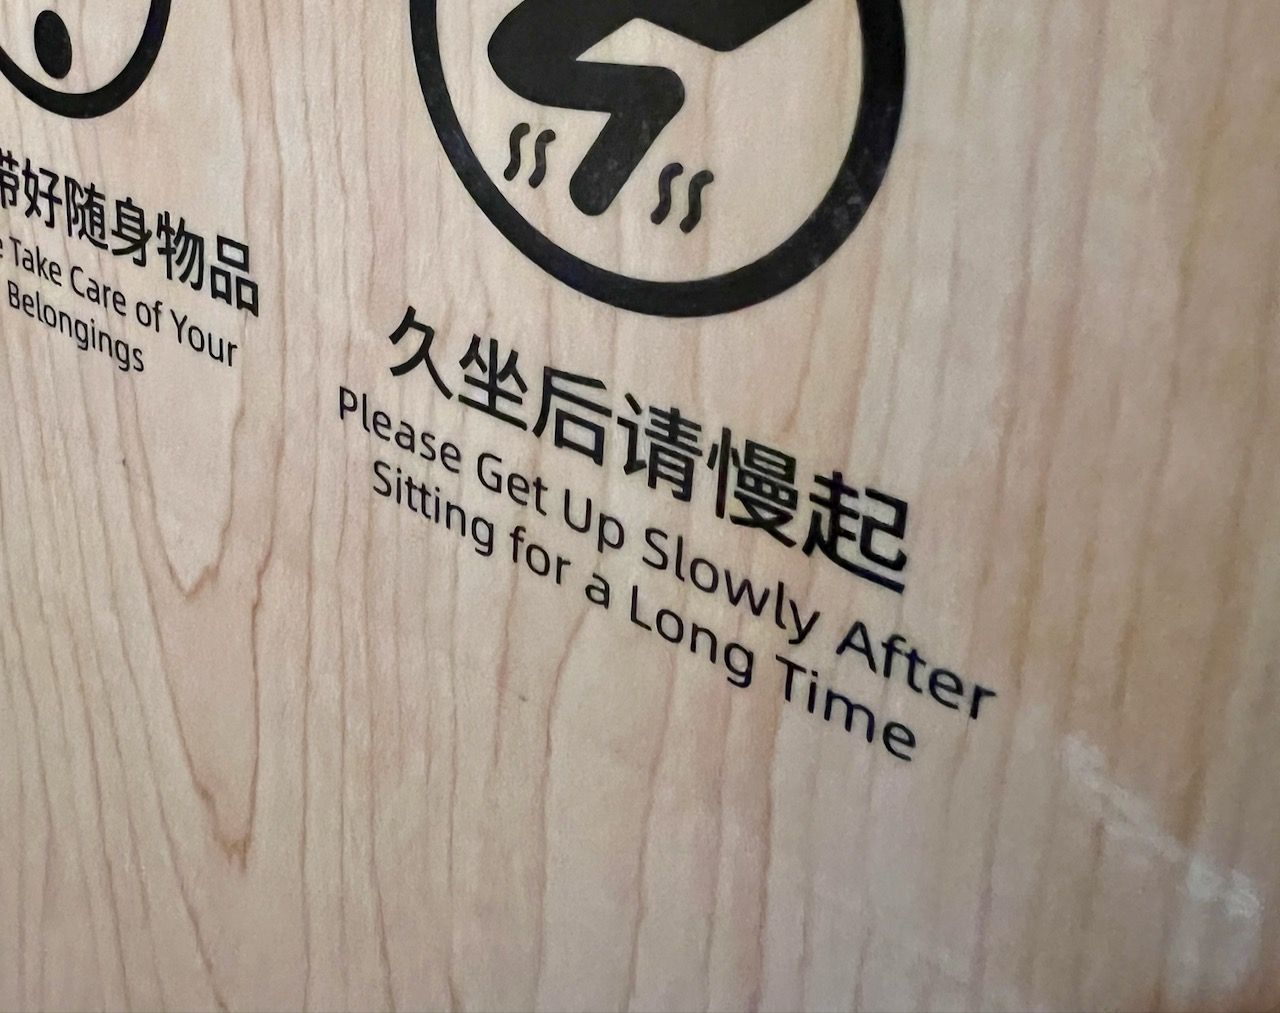 带好随身物品
Take Care of Your
Belongings
久坐后请慢起
Please Get Up Slowly After
Sitting for a Long Time